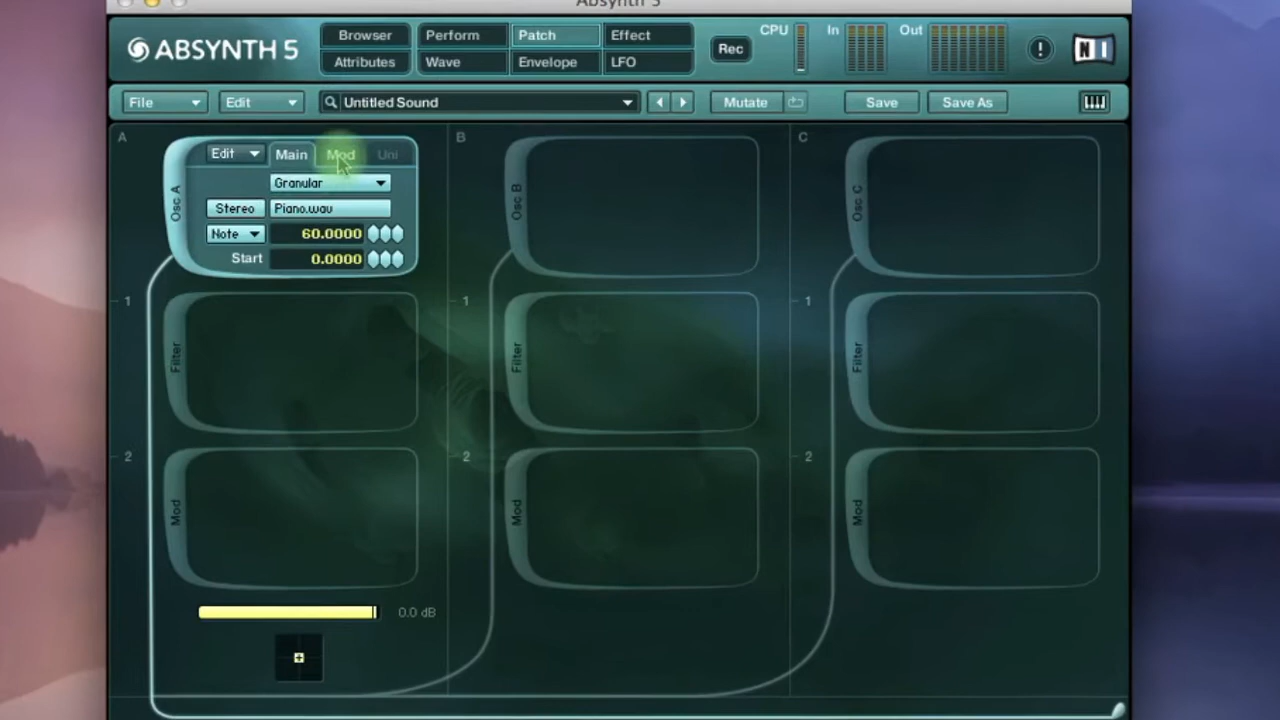 Absynth 5
ABSYNTH 5
Browser Perform Patch Effect
Attributes Wave Envelope LFO
Rec
CPU In Out
!
N I
File Edit Untitled Sound Mutate Save Save As
A B C
Osc A
Edit Main Mod Uni
Granular
Stereo Piano.wav
Note 60.0000
Start 0.0000
Osc B
Osc C
1 1 1
Filter Filter Filter
2 2 2
Mod Mod Mod
0.0 dB